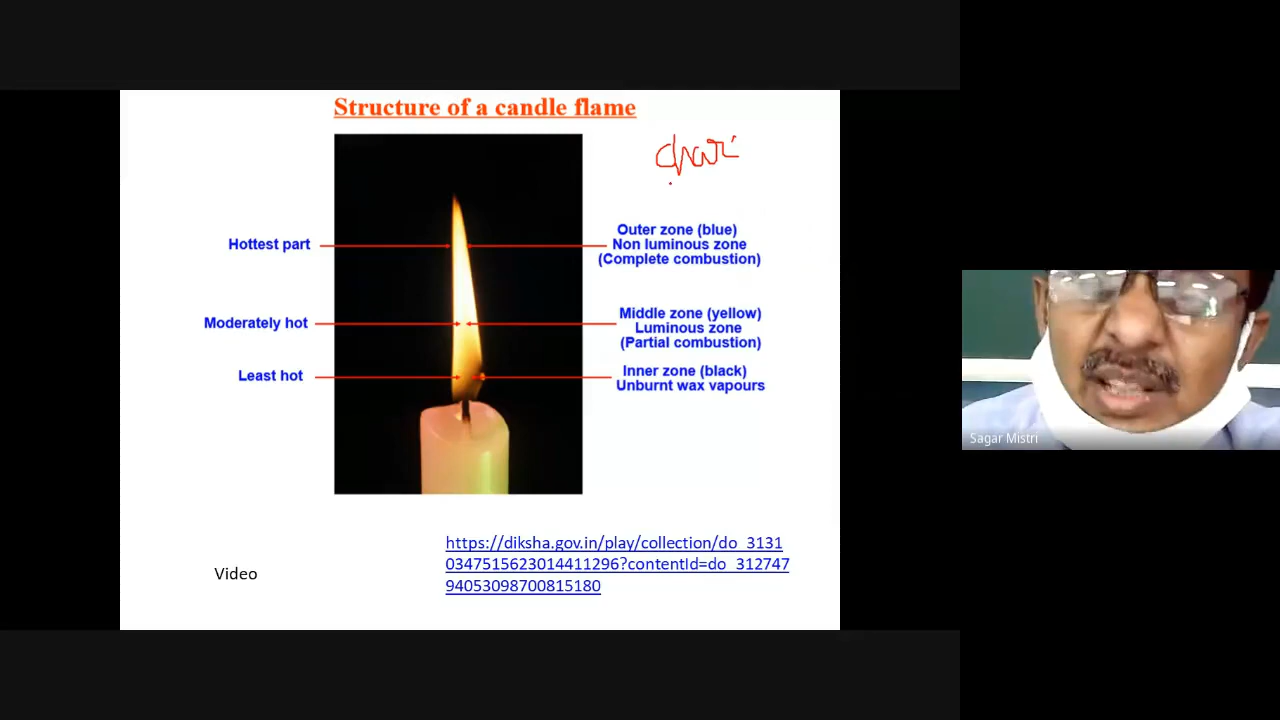 Structure of a candle flame
Hottest part
Outer zone (blue)
Non luminous zone
(Complete combustion)
Moderately hot
Middle zone (yellow)
Luminous zone
(Partial combustion)
Least hot
Inner zone (black)
Unburnt wax vapours
https://diksha.gov.in/play/collection/do_3131
0347515623014411296?contentId=do_312747
94053098700815180
Video
Sagar Mistri